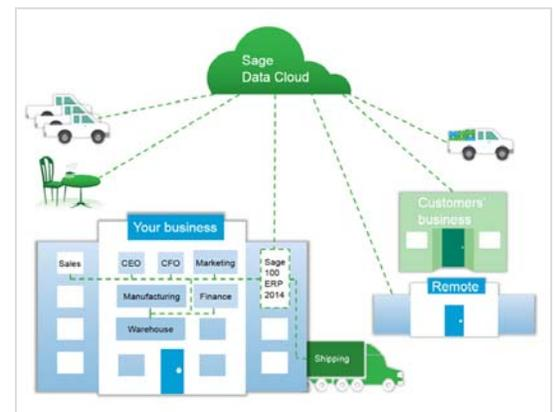 Sage
Data Cloud
Customers'
business
Your business
Sales
CEO
CFO
Marketing
Sage
100
ERP
2014
Remote
Manufacturing
Finance
Warehouse
Shipping